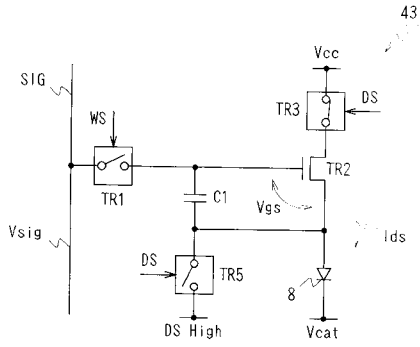 43
Vcc
SIG
TR3
DS
WS
TR2
TR1
C1
Vgs
Vsig
Ids
DS
TR5
8
DS High
Vcat